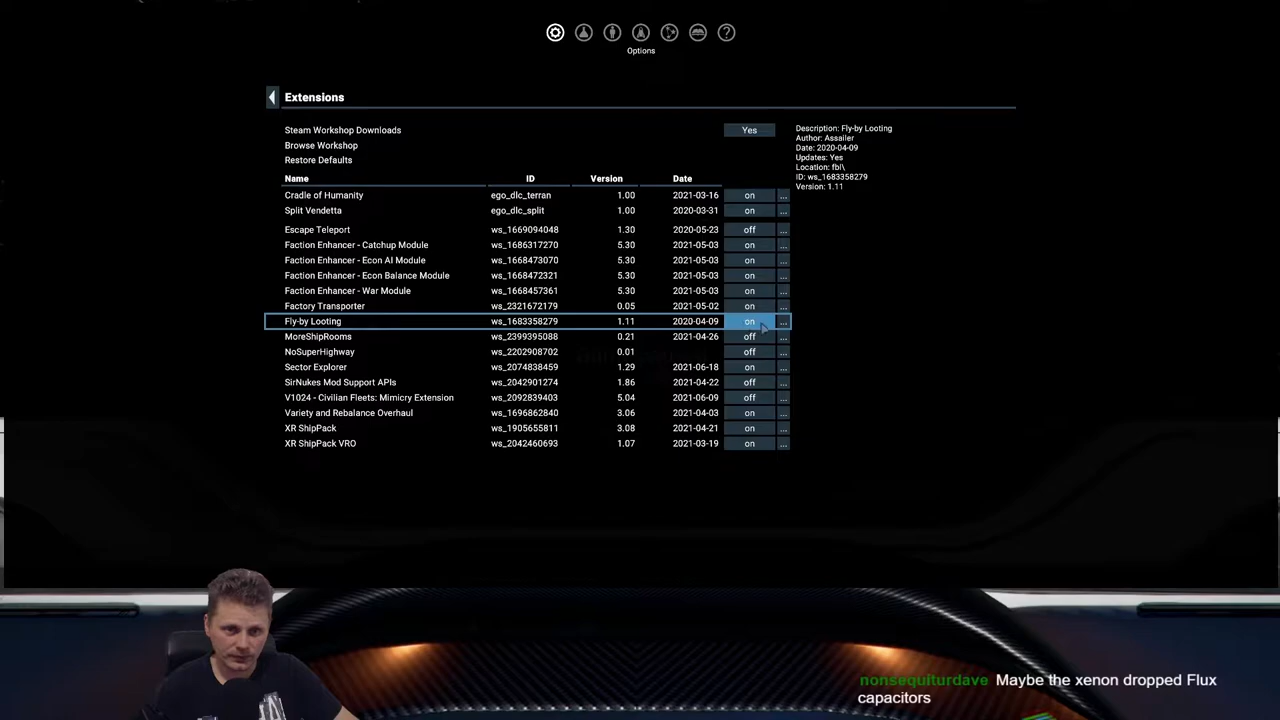 Options
Extensions
Steam Workshop Downloads Yes
Browse Workshop
Restore Defaults
Name ID Version Date
Cradle of Humanity ego_dlc_terran 1.00 2021-03-16 on ...
Split Vendetta ego_dlc_split 1.00 2020-03-31 on ...
Escape Teleport ws_1669094048 1.30 2020-05-23 off ...
Faction Enhancer - Catchup Module ws_1686317270 5.30 2021-05-03 on ...
Faction Enhancer - Econ AI Module ws_1668473070 5.30 2021-05-03 on ...
Faction Enhancer - Econ Balance Module ws_1668472321 5.30 2021-05-03 on ...
Faction Enhancer - War Module ws_1668457361 5.30 2021-05-03 on ...
Factory Transporter ws_2321672179 0.05 2021-05-02 on ...
Fly-by Looting ws_1683358279 1.11 2020-04-09 on ...
MoreShipRooms ws_2399395088 0.21 2021-04-26 off ...
NoSuperHighway ws_2202908702 0.01 off ...
Sector Explorer ws_2074838459 1.29 2021-06-18 on ...
SirNukes Mod Support APIs ws_2042901274 1.86 2021-04-22 off ...
V1024 - Civilian Fleets: Mimicry Extension ws_2092839403 5.04 2021-06-09 off ...
Variety and Rebalance Overhaul ws_1696862840 3.06 2021-04-03 on ...
XR ShipPack ws_1905655811 3.08 2021-04-21 on ...
XR ShipPack VRO ws_2042460693 1.07 2021-03-19 on ...
Description: Fly-by Looting
Author: Assailer
Date: 2020-04-09
Updates: Yes
Location: fbl\
ID: ws_1683358279
Version: 1.11
nonsequiturdave Maybe the xenon dropped Flux
capacitors